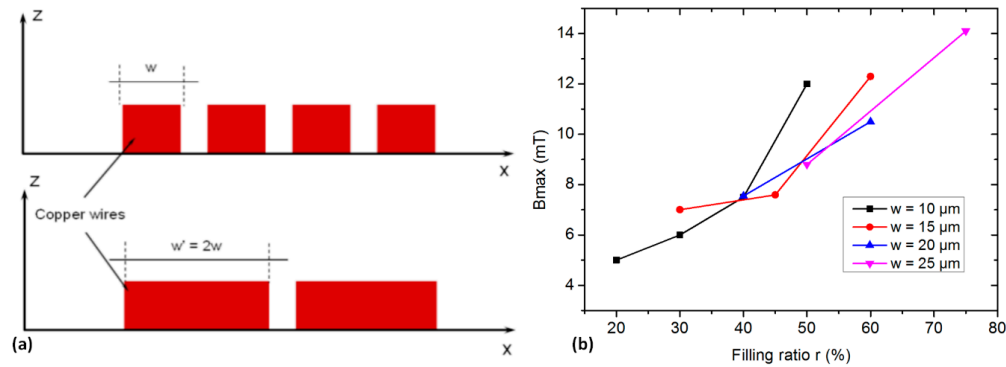 Z
w
X
Z
Copper wires
w' = 2w
X
(a)
Bmax (mT)
14
12
10
8
6
4
w = 10 µm
w = 15 µm
w = 20 µm
w = 25 µm
20 30 40 50 60 70 80
Filling ratio r (%)
(b)